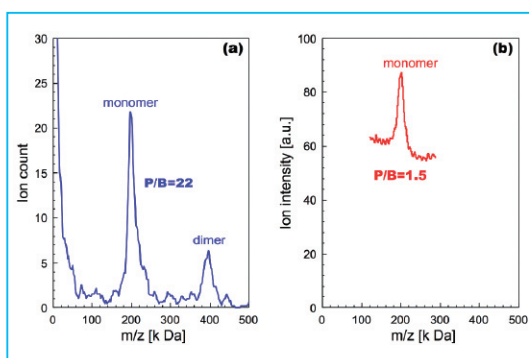 (a)
30
25
20
15
10
5
0
Ion count
monomer
P/B=22
dimer
0 100 200 300 400 500
m/z [k Da]
(b)
100
80
60
40
20
0
Ion intensity [a.u.]
monomer
P/B=1.5
0 100 200 300 400 500
m/z [k Da]